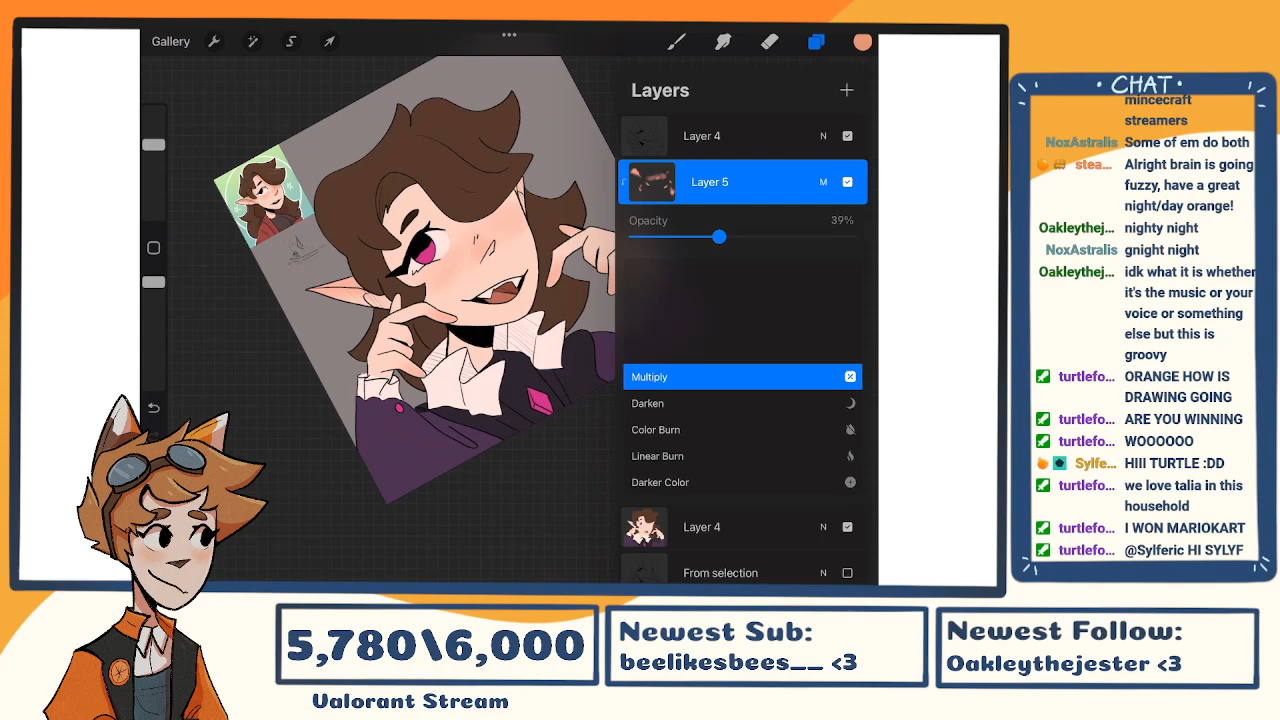 Gallery
Layers
Layer 4 N
Layer 5 M
Opacity 39%
Multiply
Darken
Color Burn
Linear Burn
Darker Color
Layer 4 N
From selection N
• CHAT •
mincecraft
streamers
NoxAstralis Some of em do both
stea... Alright brain is going
fuzzy, have a great
night/day orange!
Oakleythej... nighty night
NoxAstralis gnight night
Oakleythej... idk what it is whether
it's the music or your
voice or something
else but this is
groovy
turtlefo... ORANGE HOW IS
DRAWING GOING
turtlefo... ARE YOU WINNING
turtlefo... WOOOOOO
Sylfe... HIII TURTLE :DD
turtlefo... we love talia in this
household
turtlefo... I WON MARIOKART
turtlefo... @Sylferic HI SYLYF
5,780\6,000
Valorant Stream
Newest Sub:
beelikesbees__ <3
Newest Follow:
Oakleythejester <3